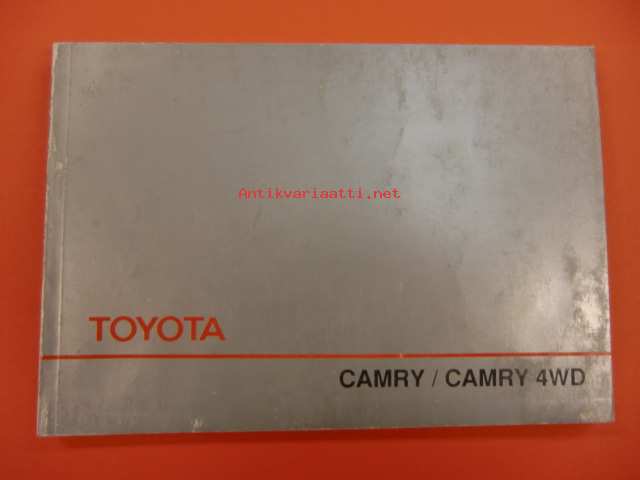 Antikvariaatti.net
TOYOTA
CAMRY / CAMRY 4WD